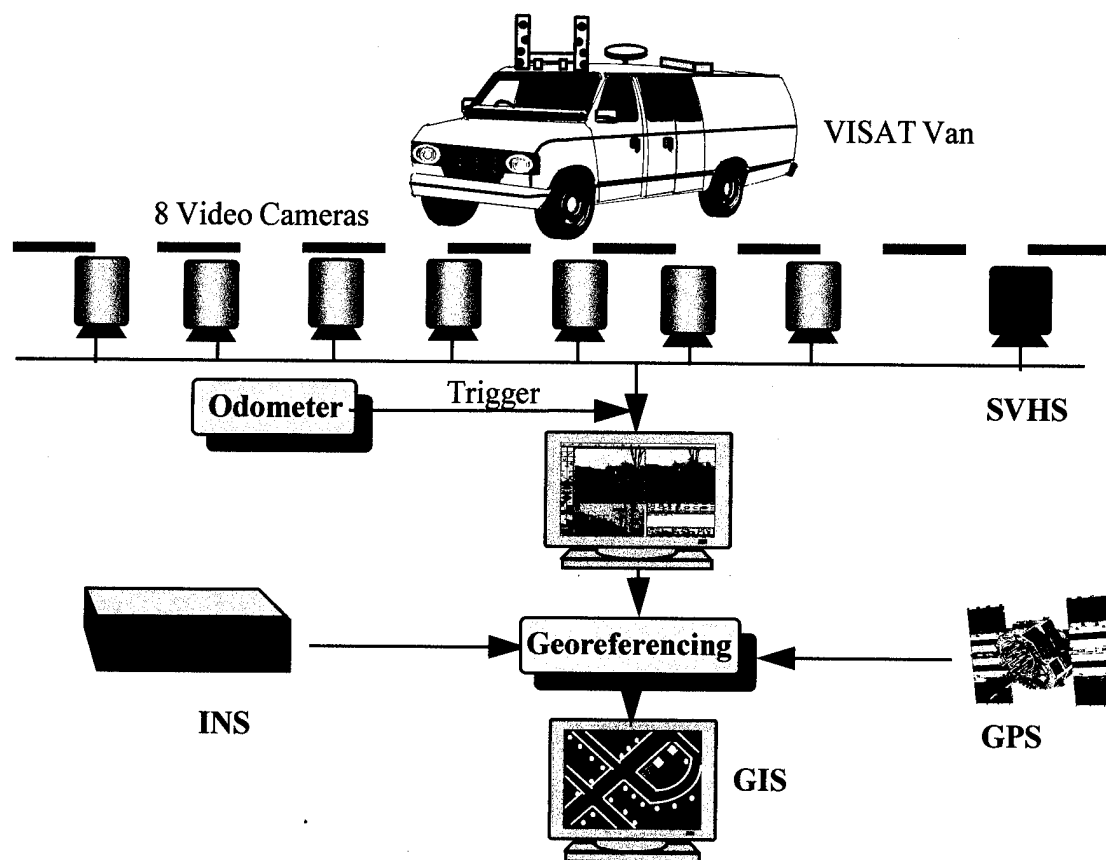 VISAT Van
8 Video Cameras
Odometer
Trigger
SVHS
Georeferencing
INS
GPS
GIS